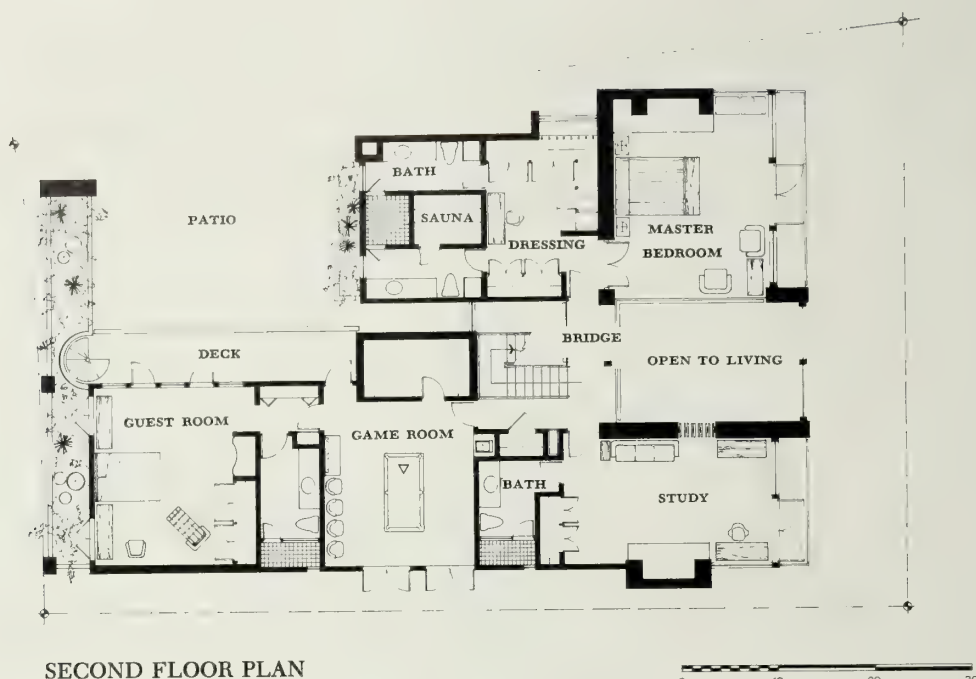 BATH
SAUNA
PATIO
DRESSING
MASTER
BEDROOM
BRIDGE
DECK
OPEN TO LIVING
GUEST ROOM
GAME ROOM
BATH
STUDY
SECOND FLOOR PLAN